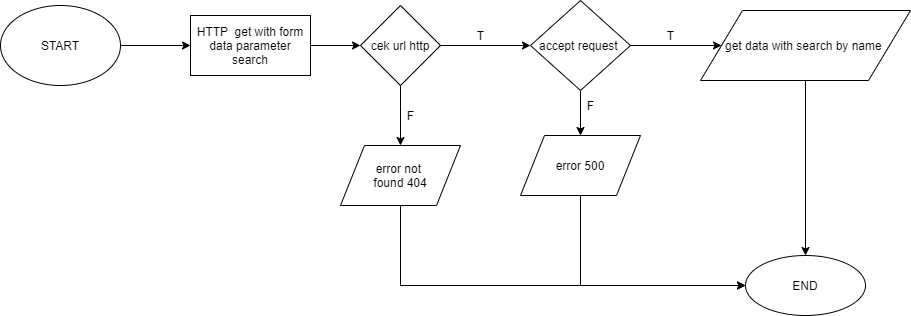 START
HTTP  get with form
data parameter
search
cek url http
T
accept request
T
get data with search by name
F
F
error not
found 404
error 500
END